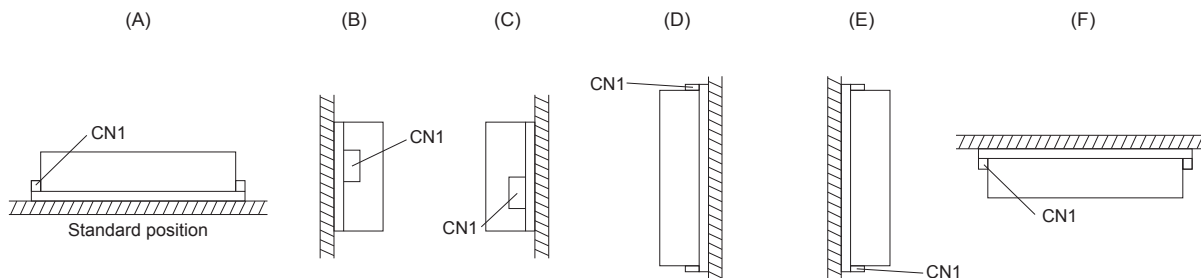 (A)
(B)
(C)
(D)
(E)
(F)
CN1
CN1
CN1
CN1
CN1
CN1
Standard position